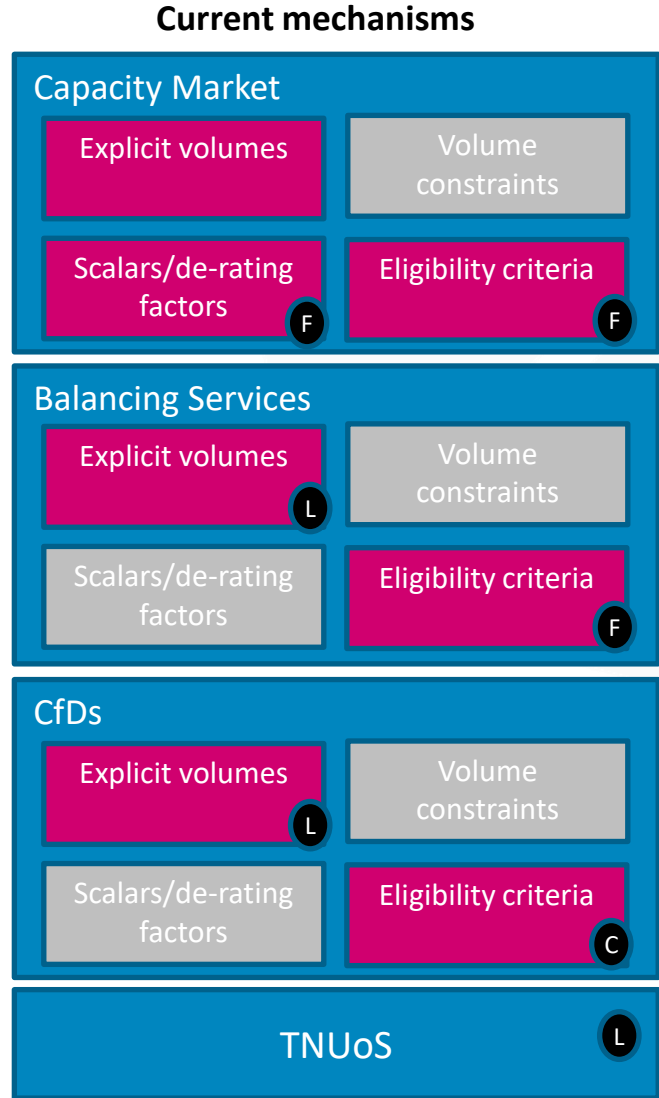 Current mechanisms
Capacity Market
Explicit volumes
Volume
constraints
Scalars/de-rating
factors
F
Eligibility criteria
F
Balancing Services
Explicit volumes
L
Volume
constraints
Scalars/de-rating
factors
Eligibility criteria
F
CfDs
Explicit volumes
L
Volume
constraints
Scalars/de-rating
factors
Eligibility criteria
C
TNUoS
L